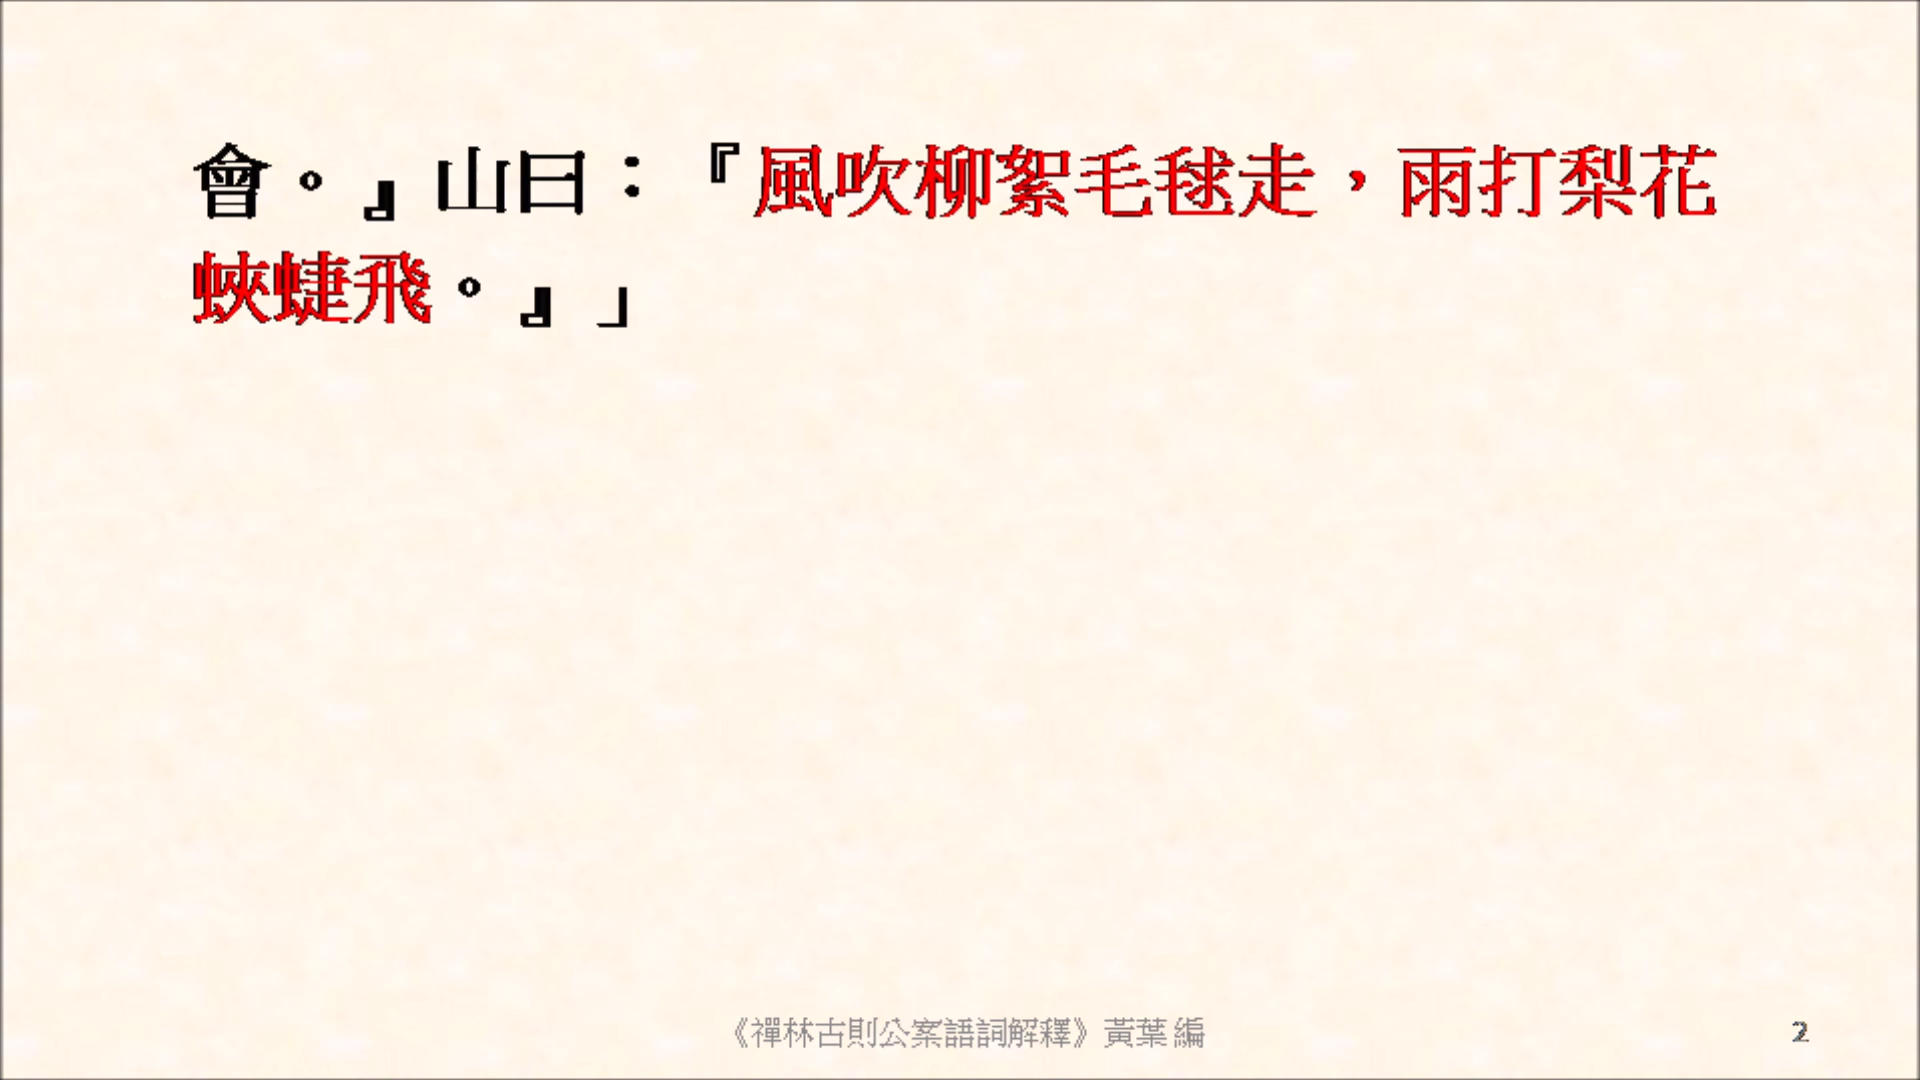 會。』山曰：『風吹柳絮毛毬走，雨打梨花
蛺蜨飛。』」
《禪林古則公案語詞解釋》黃葉 編
2